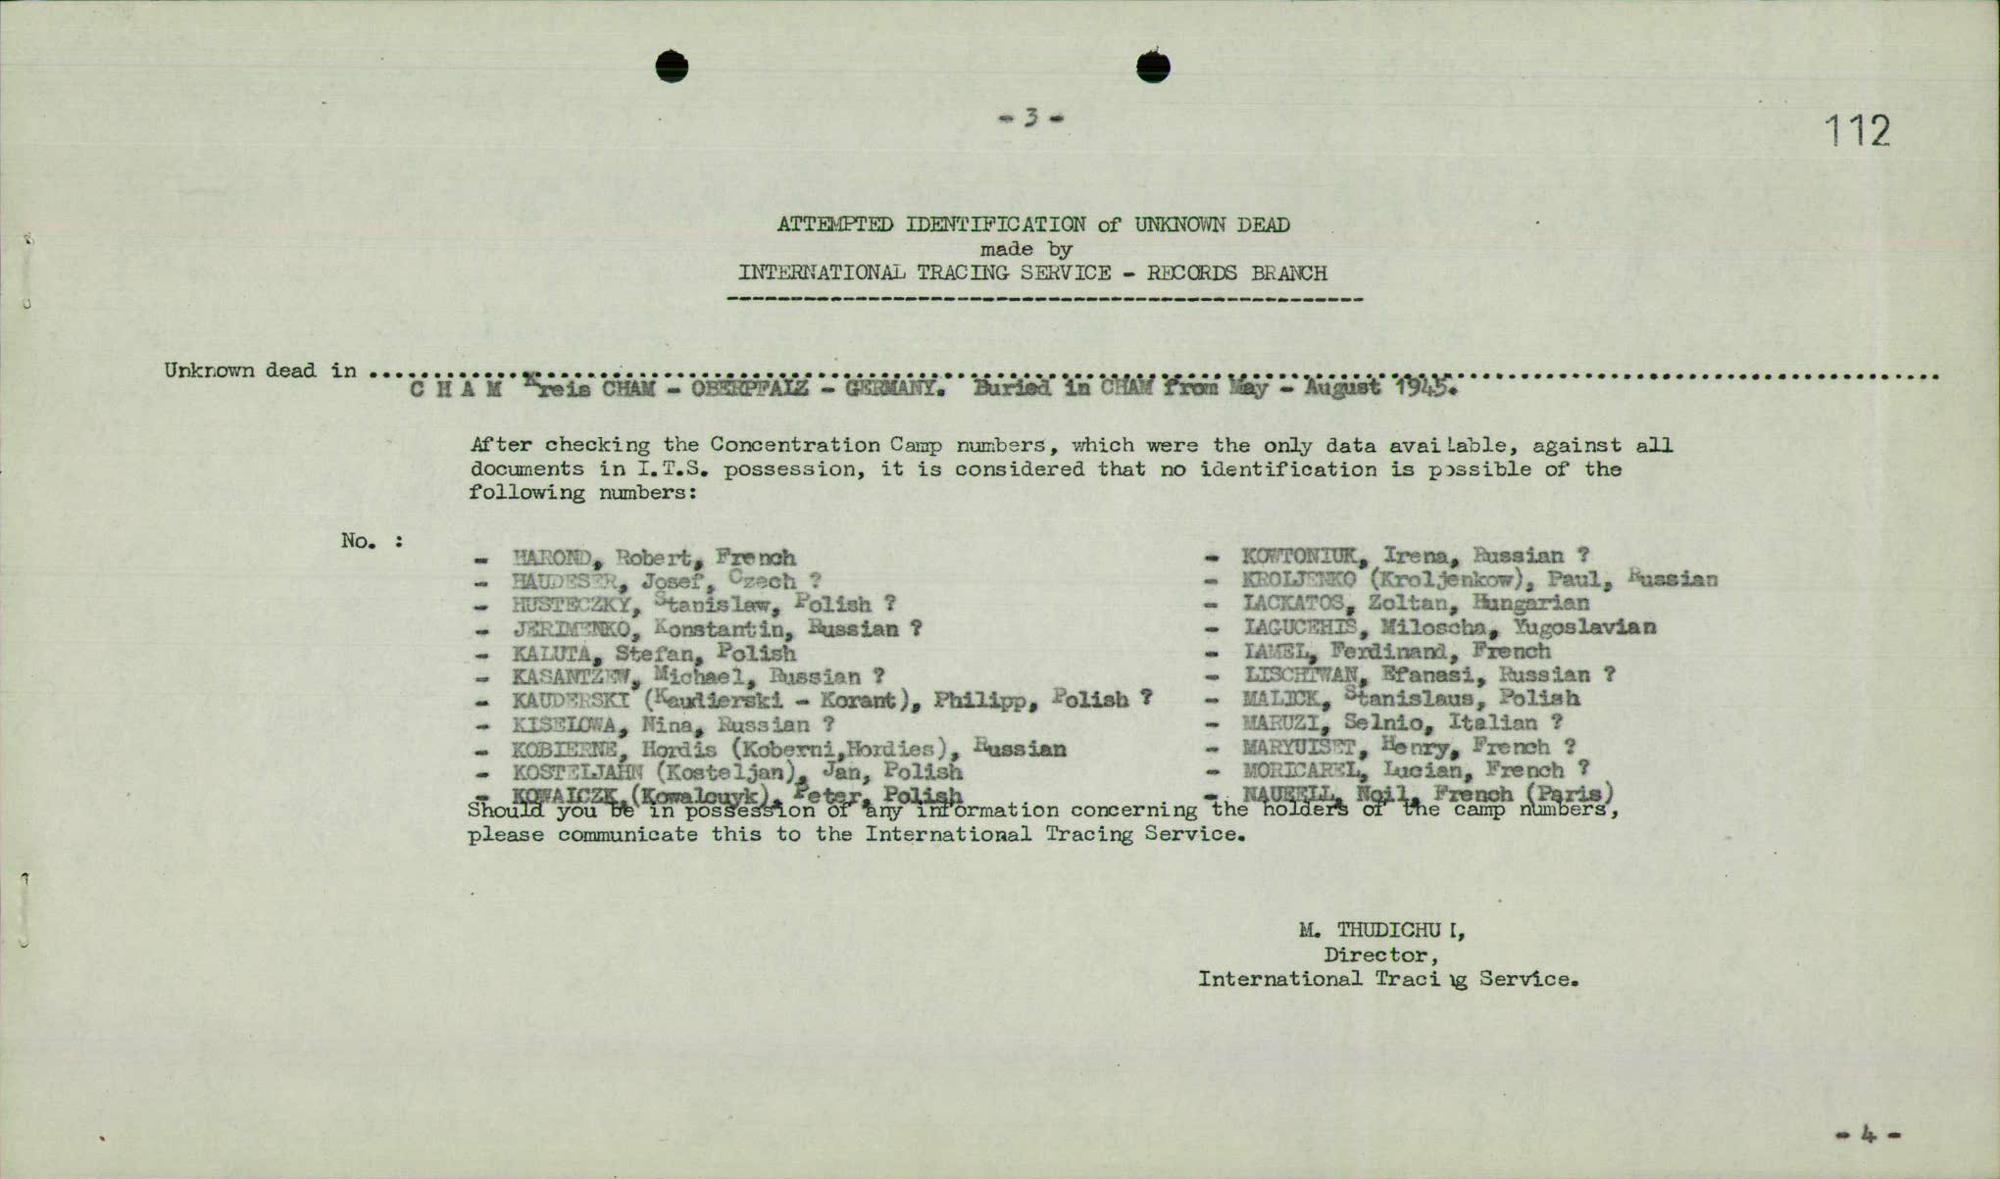 - 3 -
112
ATTEMPTED IDENTIFICATION of UNKNOWN DEAD
made by
INTERNATIONAL TRACING SERVICE - RECORDS BRANCH
Unknown dead in
C H A M Kreis CHAM - OBERPFALZ - GERMANY. Buried in CHAM from May - August 1945.
After checking the Concentration Camp numbers, which were the only data available, against all
documents in I.T.S. possession, it is considered that no identification is possible of the
following numbers:
No. :
- HAROND, Robert, French
- HAUDESER, Josef, Czech ?
- HUSTECZKY, Stanislaw, Polish ?
- JERIMENKO, Konstantin, Russian ?
- KALUTA, Stefan, Polish
- KASANTZEW, Michael, Russian ?
- KAUDERSKI (Kaudierski - Korant), Philipp, Polish ?
- KISELOWA, Nina, Russian ?
- KOBIERNE, Hordis (Koberni,Hordies), Russian
- KOSTELJAHN (Kosteljan), Jan, Polish
- KOWALCZK (Kowalcuyk), Peter, Polish
- KOWTONIUK, Irena, Russian ?
- KROLJENKO (Kroljenkow), Paul, Russian
- LACKATOS, Zoltan, Hungarian
- LAGUCEHIS, Miloscha, Yugoslavian
- LAMEL, Ferdinand, French
- LISCHTWAN, Efanasi, Russian ?
- MALICK, Stanislaus, Polish
- MARUZI, Selnio, Italian ?
- MARYUISET, Henry, French ?
- MORICAREL, Lucian, French ?
- NAURELL, Noil, French (Paris)
Should you be in possession of any information concerning the holders of the camp numbers,
please communicate this to the International Tracing Service.
M. THUDICHUM,
Director,
International Tracing Service.
- 4 -